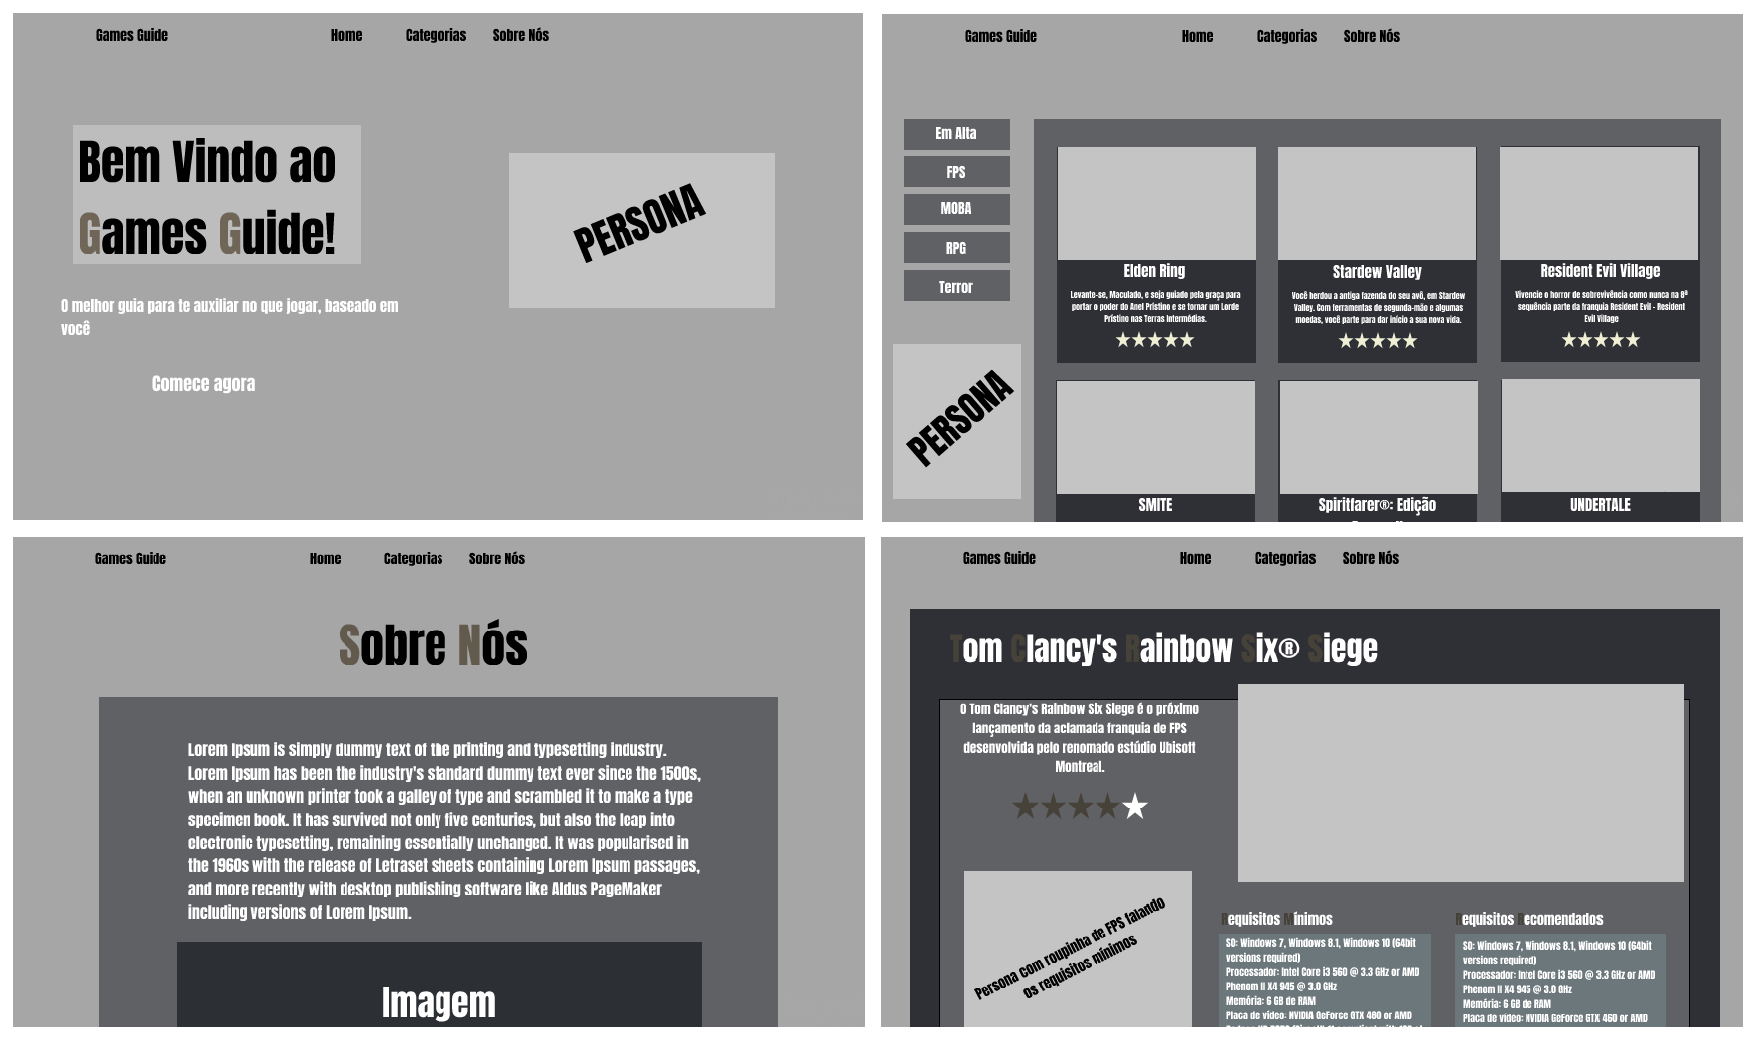 Games Guide Home Categorias Sobre Nós
Bem Vindo ao
Games Guide!
O melhor guia para te auxiliar no que jogar, baseado em
você
Comece agora
PERSONA
Games Guide Home Categorias Sobre Nós
Em Alta
FPS
MOBA
RPG
Terror
PERSONA
Elden Ring
Levante-se, Maculado, e seja guiado pela graça para
portar o poder do Anel Prístino e se tornar um Lorde
Prístino nas Terras Intermédias.
★★★★★
Stardew Valley
Você herdou a antiga fazenda do seu avô, em Stardew
Valley. Com ferramentas de segunda-mão e algumas
moedas, você parte para dar início a sua nova vida.
★★★★★
Resident Evil Village
Vivencie o horror de sobrevivência como nunca na 8ª
sequência parte da franquia Resident Evil - Resident
Evil Village
★★★★★
SMITE
Spiritfarer®: Edição
UNDERTALE
Games Guide Home Categorias Sobre Nós
Sobre Nós
Lorem Ipsum is simply dummy text of the printing and typesetting industry.
Lorem Ipsum has been the industry's standard dummy text ever since the 1500s,
when an unknown printer took a galley of type and scrambled it to make a type
specimen book. It has survived not only five centuries, but also the leap into
electronic typesetting, remaining essentially unchanged. It was popularised in
the 1960s with the release of Letraset sheets containing Lorem Ipsum passages,
and more recently with desktop publishing software like Aldus PageMaker
including versions of Lorem Ipsum.
Imagem
Games Guide Home Categorias Sobre Nós
Tom Clancy's Rainbow Six® Siege
O Tom Clancy's Rainbow Six Siege é o próximo
lançamento da aclamada franquia de FPS
desenvolvida pelo renomado estúdio Ubisoft
Montreal.
★★★★★
Persona com roupinha de FPS falando
os requisitos mínimos
Requisitos Mínimos
SO: Windows 7, Windows 8.1, Windows 10 (64bit
versions required)
Processador: Intel Core i3 560 @ 3.3 GHz or AMD
Phenom II X4 945 @ 3.0 GHz
Memória: 6 GB de RAM
Placa de vídeo: NVIDIA GeForce GTX 460 or AMD
Requisitos Recomendados
SO: Windows 7, Windows 8.1, Windows 10 (64bit
versions required)
Processador: Intel Core i3 560 @ 3.3 GHz or AMD
Phenom II X4 945 @ 3.0 GHz
Memória: 6 GB de RAM
Placa de vídeo: NVIDIA GeForce GTX 460 or AMD